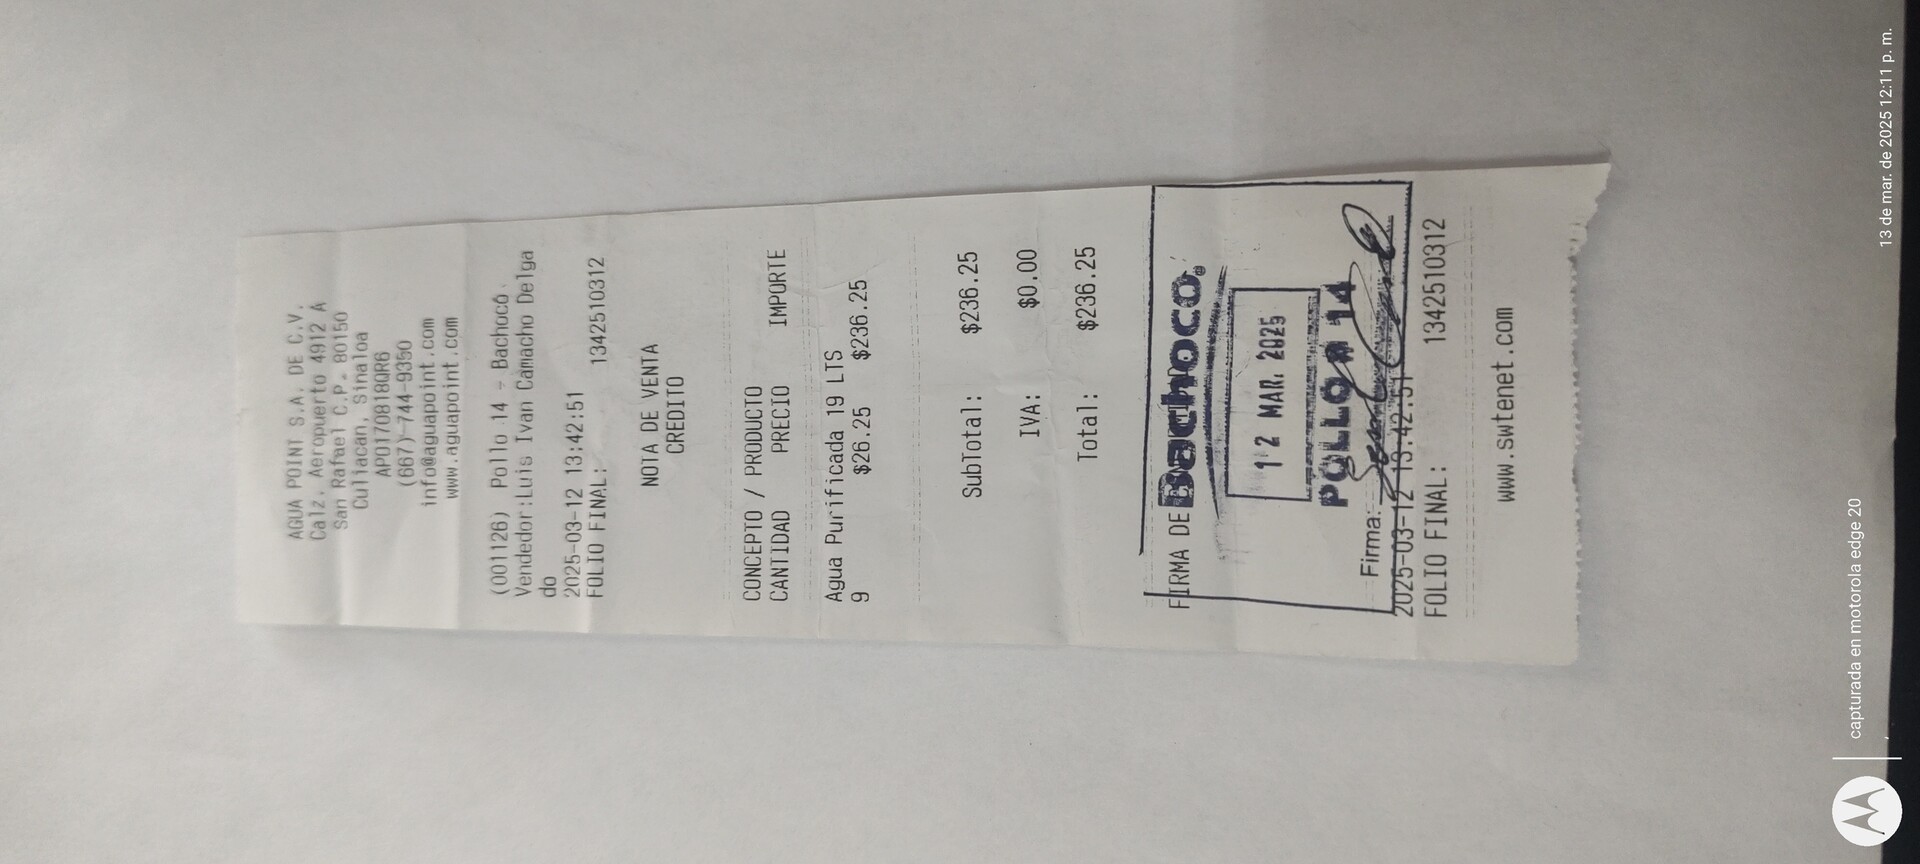 AGUA POINT S.A. DE C.V.
Calz. Aeropuerto 4912 A
San Rafael C.P. 80150
Culiacan, Sinaloa
APO170818QR6
(667)-744-9350
info@aguapoint.com
www.aguapoint.com
(001126) Pollo 14 - Bachoco
Vendedor:Luis Ivan Camacho Delga
do
2025-03-12 13:42:51
FOLIO FINAL: 1342510312
NOTA DE VENTA
CREDITO
CONCEPTO / PRODUCTO
CANTIDAD PRECIO IMPORTE
Agua Purificada 19 LTS
9 $26.25 $236.25
SubTotal: $236.25
IVA: $0.00
Total: $236.25
FIRMA DE
Bachoco
12 MAR. 2025
POLLO 14
Firma:
2025-03-12 13:42:51
FOLIO FINAL: 1342510312
www.swtenet.com
capturada en motorola edge 20
13 de mar. de 2025 12:11 p. m.